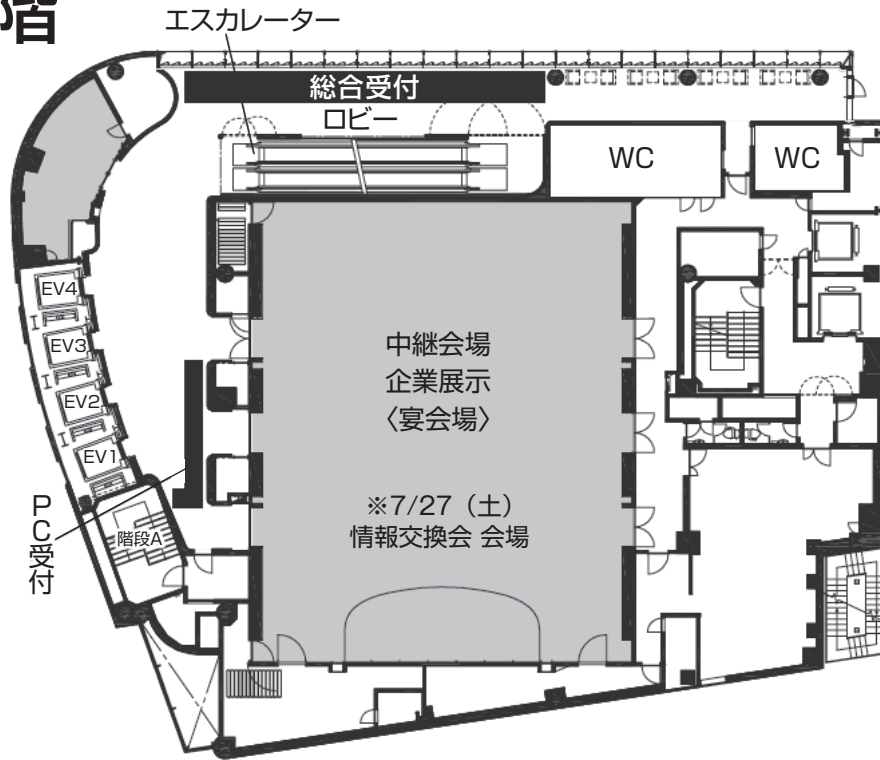 階
エスカレーター
総合受付
ロビー
WC
WC
EV4
EV3
EV2
EV1
階段A
PC受付
中継会場
企業展示
〈宴会場〉
※7/27（土）
情報交換会 会場